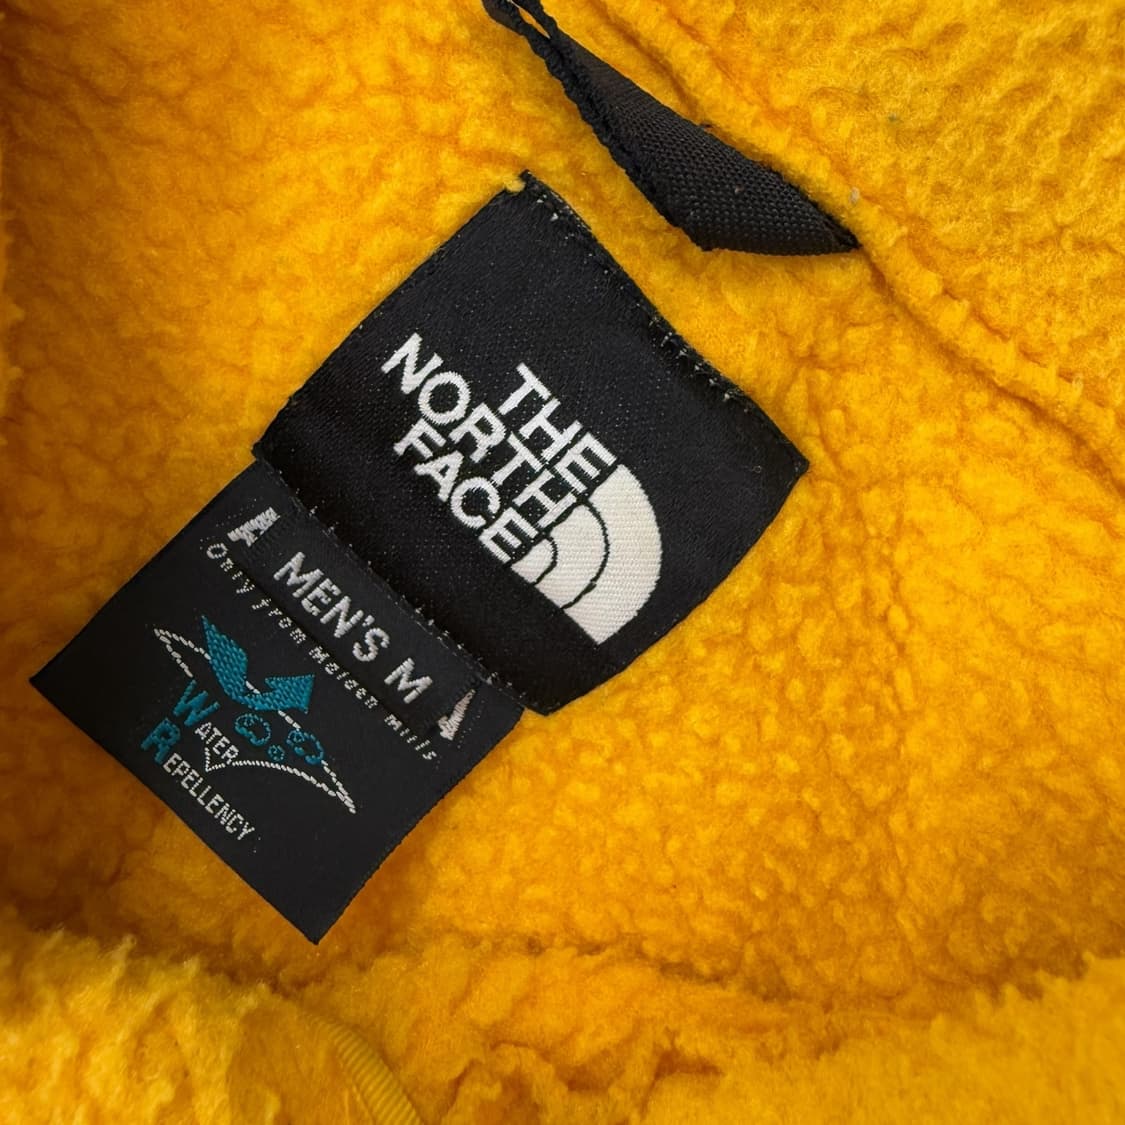 THE
NORTH
FACE
MEN'S M
Only from Malden Mills
WATER
REPELLENCY